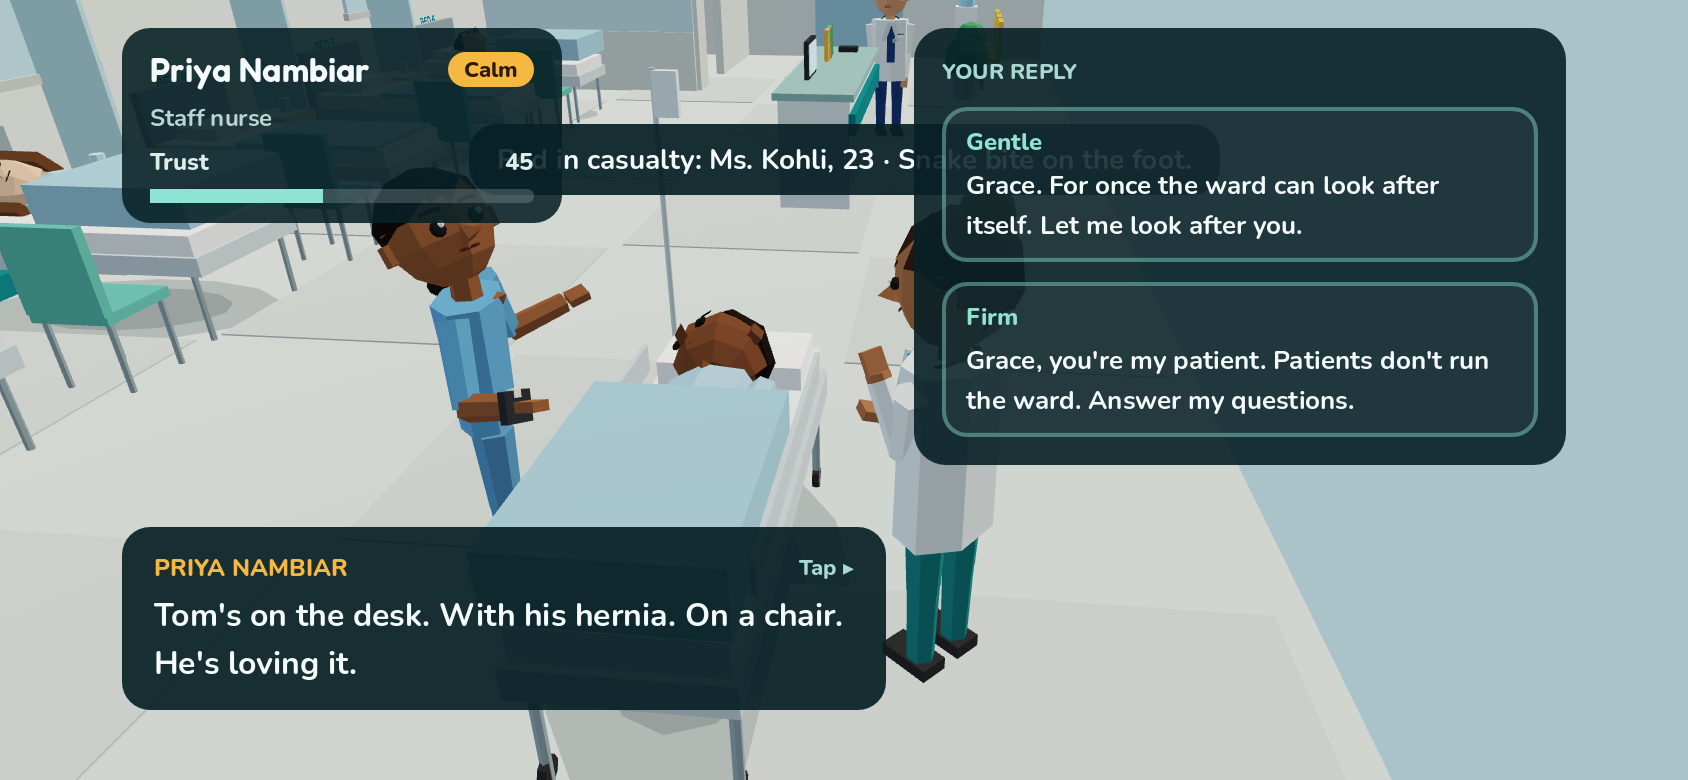 Priya Nambiar
Calm
Staff nurse
Trust
45
in casualty: Ms. Kohli, 23 · Snake bite on the foot.
YOUR REPLY
Gentle
Grace. For once the ward can look after
itself. Let me look after you.
Firm
Grace, you're my patient. Patients don't run
the ward. Answer my questions.
PRIYA NAMBIAR
Tap ▸
Tom's on the desk. With his hernia. On a chair.
He's loving it.